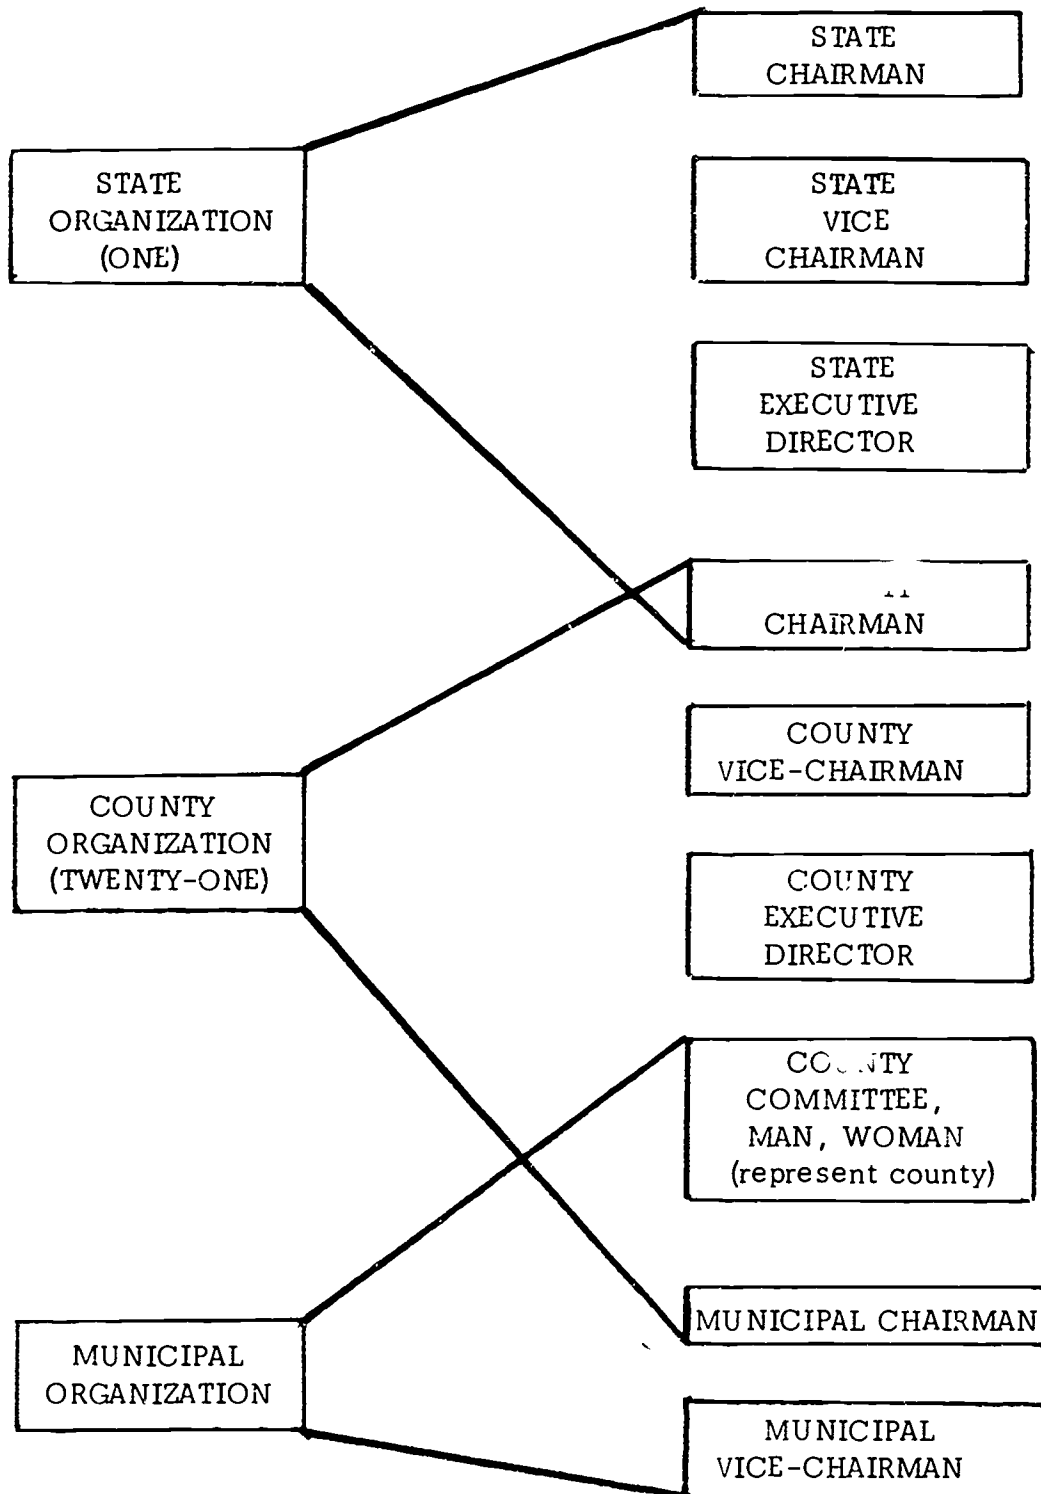 STATE
CHAIRMAN
STATE
ORGANIZATION
(ONE)
STATE
VICE
CHAIRMAN
STATE
EXECUTIVE
DIRECTOR
CHAIRMAN
COUNTY
VICE-CHAIRMAN
COUNTY
ORGANIZATION
(TWENTY-ONE)
COUNTY
EXECUTIVE
DIRECTOR
COUNTY
COMMITTEE,
MAN, WOMAN
(represent county)
MUNICIPAL CHAIRMAN
MUNICIPAL
ORGANIZATION
MUNICIPAL
VICE-CHAIRMAN